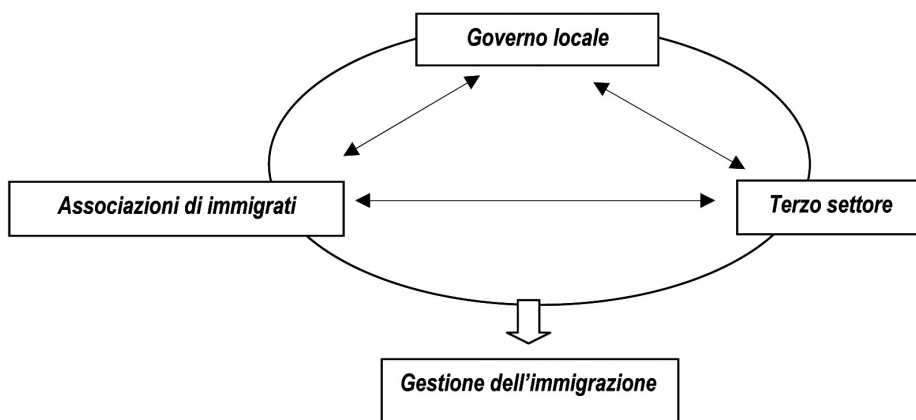 Governo locale
Associazioni di immigrati
Terzo settore
Gestione dell’immigrazione